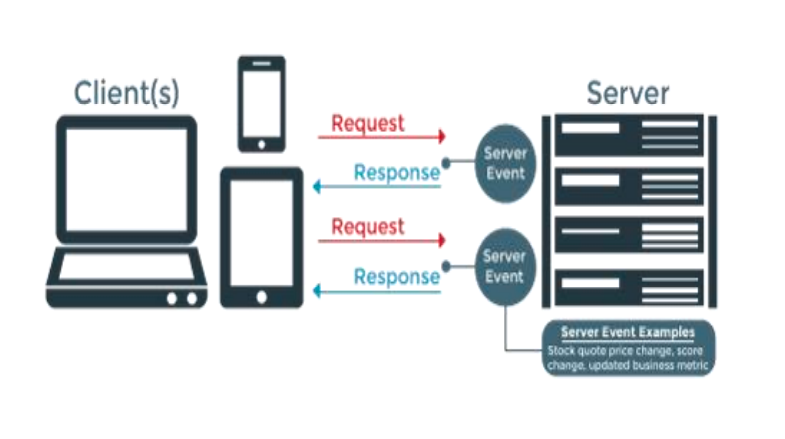 Client(s)
Server
Request
Server
Event
Response
Request
Server
Event
Response
Server Event Examples
Stock quote price change, score
change, updated business metric